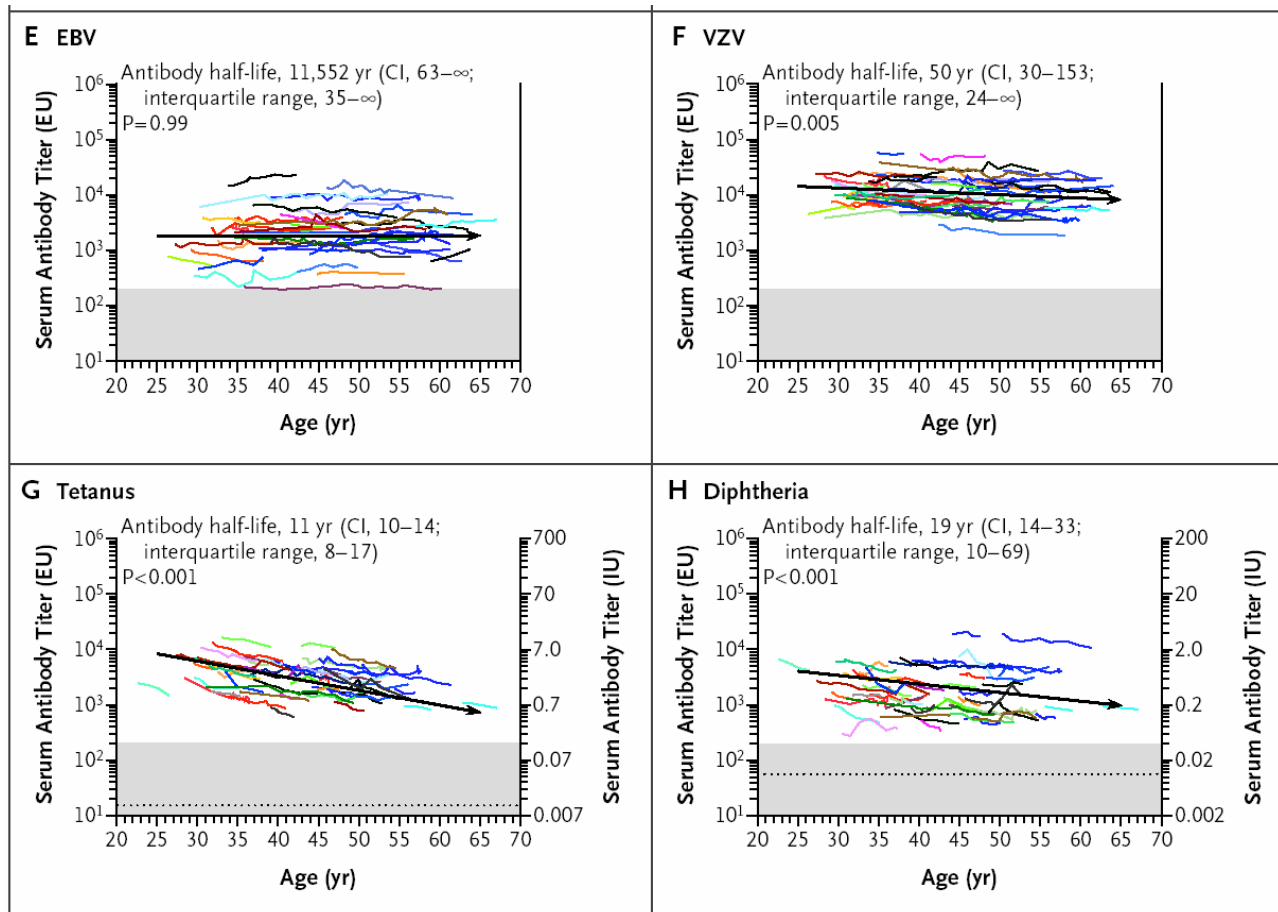 E EBV
Antibody half-life, 11,552 yr (CI, 63–∞;
interquartile range, 35–∞)
P=0.99
Serum Antibody Titer (EU)
10⁶
10⁵
10⁴
10³
10²
10¹
20 25 30 35 40 45 50 55 60 65 70
Age (yr)
F VZV
Antibody half-life, 50 yr (CI, 30–153;
interquartile range, 24–∞)
P=0.005
Serum Antibody Titer (EU)
10⁶
10⁵
10⁴
10³
10²
10¹
20 25 30 35 40 45 50 55 60 65 70
Age (yr)
G Tetanus
Antibody half-life, 11 yr (CI, 10–14;
interquartile range, 8–17)
P<0.001
Serum Antibody Titer (EU)
10⁶
10⁵
10⁴
10³
10²
10¹
700
70
7.0
0.7
0.07
0.007
Serum Antibody Titer (IU)
20 25 30 35 40 45 50 55 60 65 70
Age (yr)
H Diphtheria
Antibody half-life, 19 yr (CI, 14–33;
interquartile range, 10–69)
P<0.001
Serum Antibody Titer (EU)
10⁶
10⁵
10⁴
10³
10²
10¹
200
20
2.0
0.2
0.02
0.002
Serum Antibody Titer (IU)
20 25 30 35 40 45 50 55 60 65 70
Age (yr)